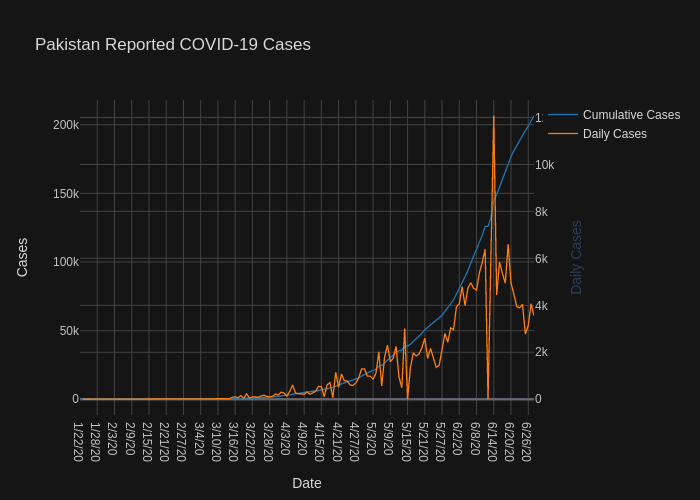 Pakistan Reported COVID-19 Cases
Cumulative Cases
Daily Cases
200k
150k
100k
50k
0
Cases
10k
8k
6k
4k
2k
0
Daily Cases
1/22/20
1/28/20
2/3/20
2/9/20
2/15/20
2/21/20
2/27/20
3/4/20
3/10/20
3/16/20
3/22/20
3/28/20
4/3/20
4/9/20
4/15/20
4/21/20
4/27/20
5/3/20
5/9/20
5/15/20
5/21/20
5/27/20
6/2/20
6/8/20
6/14/20
6/20/20
6/26/20
Date